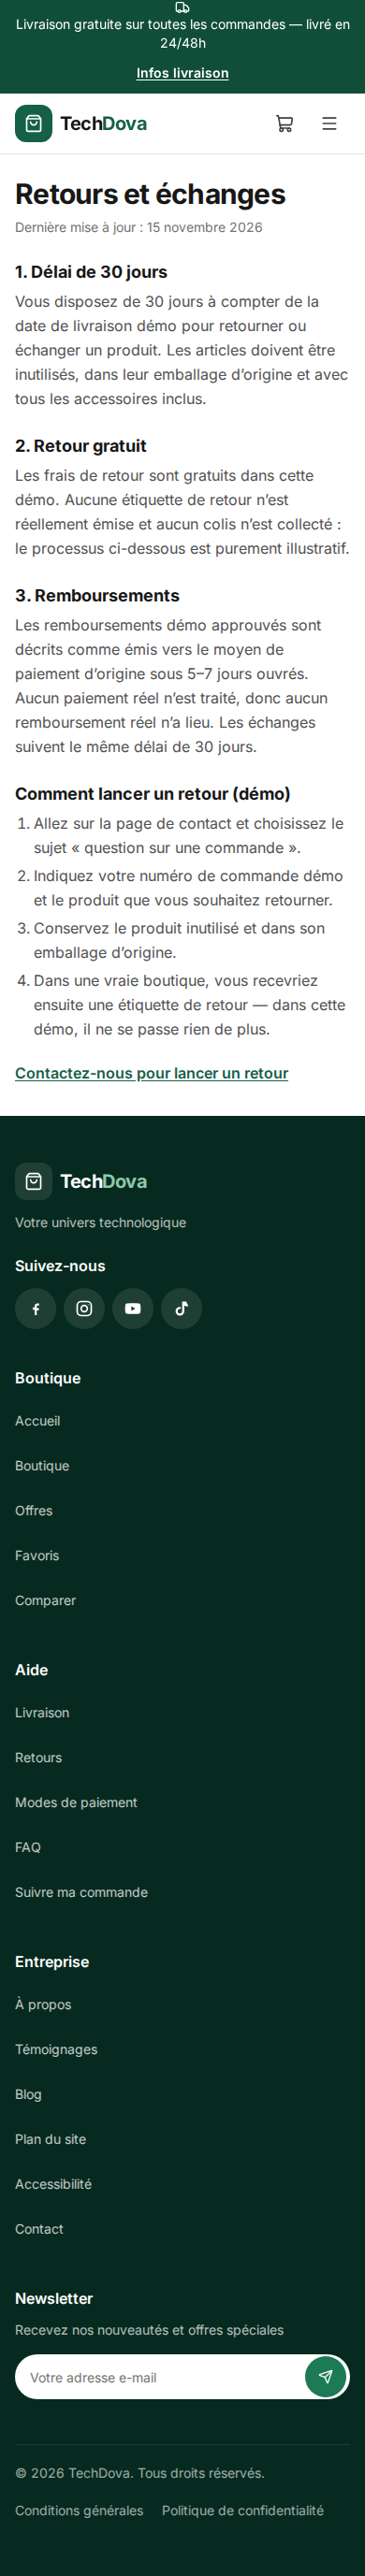 Livraison gratuite sur toutes les commandes — livré en
24/48h
Infos livraison
TechDova
Retours et échanges
Dernière mise à jour : 15 novembre 2026
1. Délai de 30 jours
Vous disposez de 30 jours à compter de la
date de livraison démo pour retourner ou
échanger un produit. Les articles doivent être
inutilisés, dans leur emballage d’origine et avec
tous les accessoires inclus.
2. Retour gratuit
Les frais de retour sont gratuits dans cette
démo. Aucune étiquette de retour n’est
réellement émise et aucun colis n’est collecté :
le processus ci-dessous est purement illustratif.
3. Remboursements
Les remboursements démo approuvés sont
décrits comme émis vers le moyen de
paiement d’origine sous 5–7 jours ouvrés.
Aucun paiement réel n’est traité, donc aucun
remboursement réel n’a lieu. Les échanges
suivent le même délai de 30 jours.
Comment lancer un retour (démo)
1. Allez sur la page de contact et choisissez le
sujet « question sur une commande ».
2. Indiquez votre numéro de commande démo
et le produit que vous souhaitez retourner.
3. Conservez le produit inutilisé et dans son
emballage d’origine.
4. Dans une vraie boutique, vous recevriez
ensuite une étiquette de retour — dans cette
démo, il ne se passe rien de plus.
Contactez-nous pour lancer un retour
TechDova
Votre univers technologique
Suivez-nous
Boutique
Accueil
Boutique
Offres
Favoris
Comparer
Aide
Livraison
Retours
Modes de paiement
FAQ
Suivre ma commande
Entreprise
À propos
Témoignages
Blog
Plan du site
Accessibilité
Contact
Newsletter
Recevez nos nouveautés et offres spéciales
Votre adresse e-mail
© 2026 TechDova. Tous droits réservés.
Conditions générales Politique de confidentialité